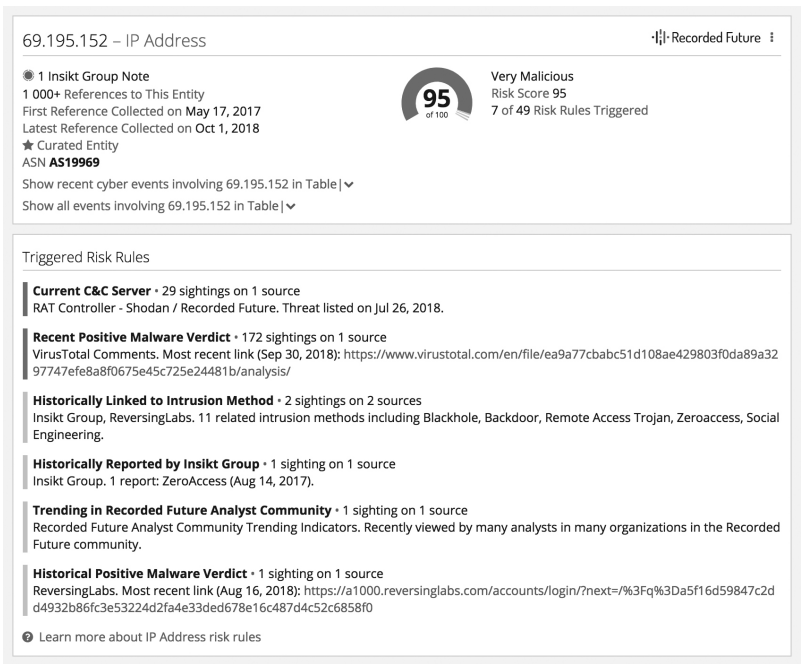 69.195.152 – IP Address
Recorded Future
1 Insikt Group Note
1 000+ References to This Entity
First Reference Collected on May 17, 2017
Latest Reference Collected on Oct 1, 2018
Curated Entity
ASN AS19969
Show recent cyber events involving 69.195.152 in Table|
Show all events involving 69.195.152 in Table|
95
of 100
Very Malicious
Risk Score 95
7 of 49 Risk Rules Triggered
Triggered Risk Rules
Current C&C Server • 29 sightings on 1 source
RAT Controller - Shodan / Recorded Future. Threat listed on Jul 26, 2018.
Recent Positive Malware Verdict • 172 sightings on 1 source
VirusTotal Comments. Most recent link (Sep 30, 2018): https://www.virustotal.com/en/file/ea9a77cbabc51d108ae429803f0da89a32
97747efe8a8f0675e45c725e24481b/analysis/
Historically Linked to Intrusion Method • 2 sightings on 2 sources
Insikt Group, ReversingLabs. 11 related intrusion methods including Blackhole, Backdoor, Remote Access Trojan, Zeroaccess, Social
Engineering.
Historically Reported by Insikt Group • 1 sighting on 1 source
Insikt Group. 1 report: ZeroAccess (Aug 14, 2017).
Trending in Recorded Future Analyst Community • 1 sighting on 1 source
Recorded Future Analyst Community Trending Indicators. Recently viewed by many analysts in many organizations in the Recorded
Future community.
Historical Positive Malware Verdict • 1 sighting on 1 source
ReversingLabs. Most recent link (Aug 16, 2018): https://a1000.reversinglabs.com/accounts/login/?next=/%3Fq%3Da5f16d59847c2d
d4932b86fc3e53224d2fa4e33ded678e16c487d4c52c6858f0
Learn more about IP Address risk rules